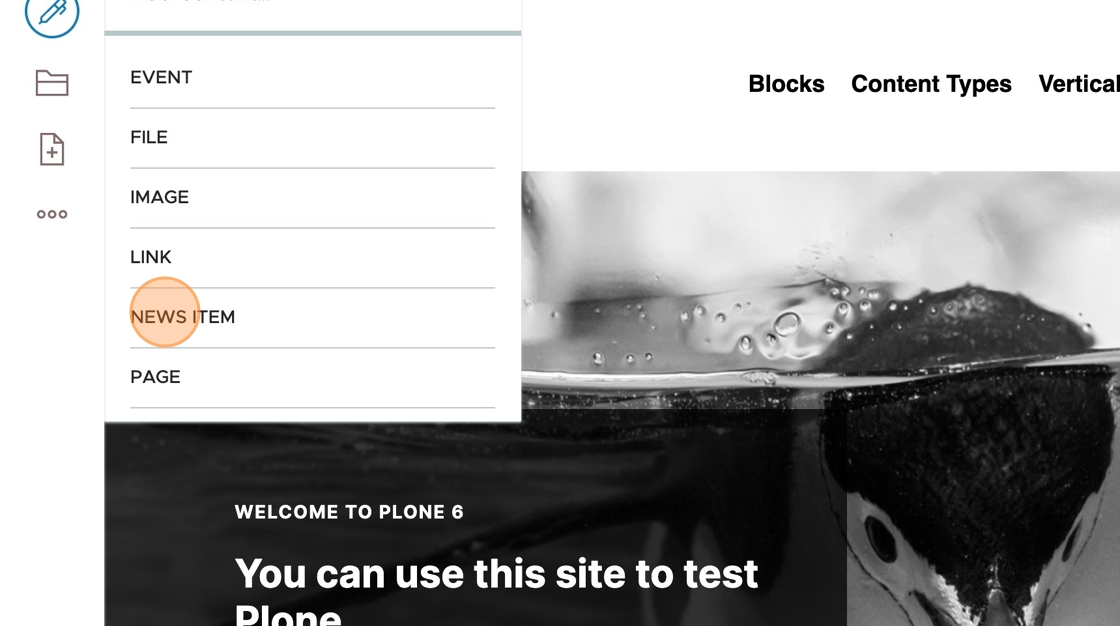 EVENT
FILE
IMAGE
LINK
NEWS ITEM
PAGE
Blocks Content Types Vertical
WELCOME TO PLONE 6
You can use this site to test
Plone